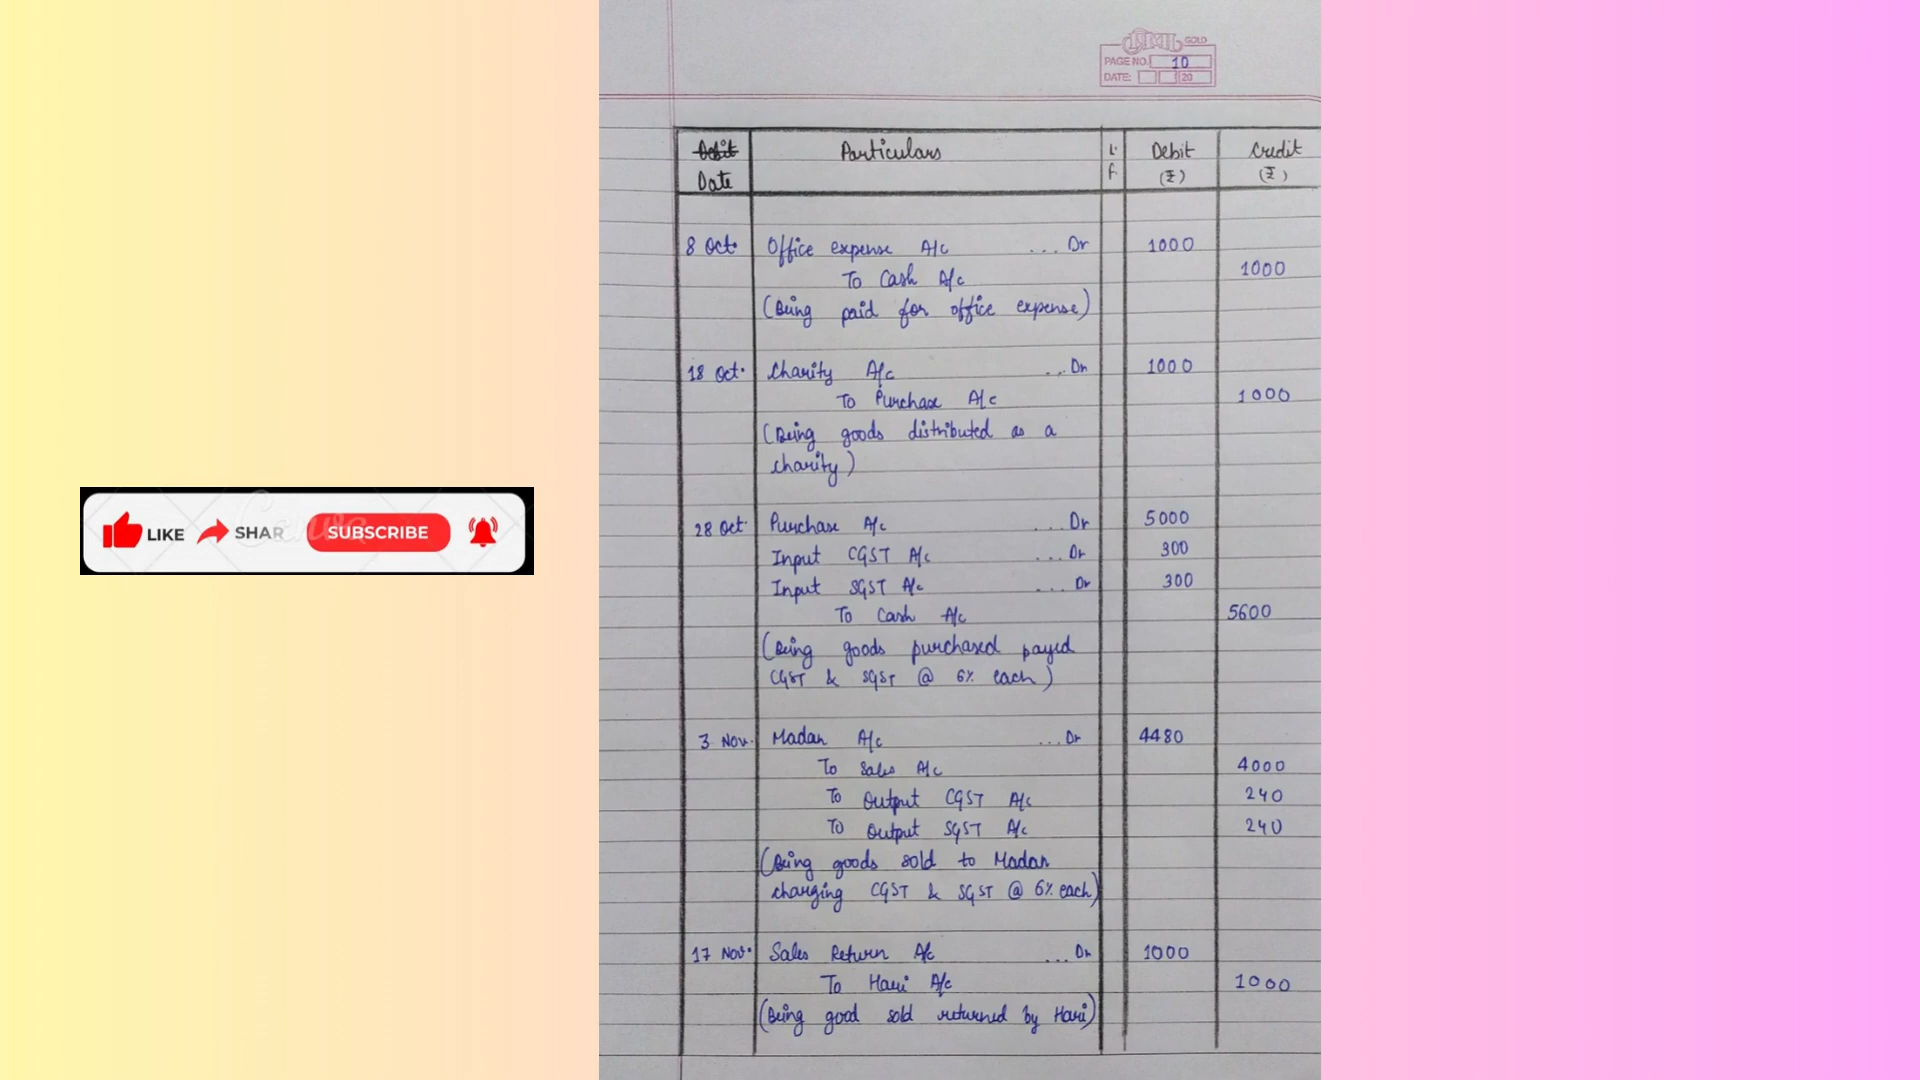 GOLD
PAGE NO. 10
DATE: 20
Debit Particulars L. Debit Credit
Date F. (₹) (₹)
8 Oct. Office expense A/c ... Dr 1000
To Cash A/c 1000
(Being paid for office expense)
18 Oct. Charity A/c ... Dr 1000
To Purchase A/c 1000
(Being goods distributed as a
charity)
28 Oct. Purchase A/c ... Dr 5000
Input CGST A/c ... Dr 300
Input SGST A/c ... Dr 300
To Cash A/c 5600
(Being goods purchased payed
CGST & SGST @ 6% each)
3 Nov. Madan A/c ... Dr 4480
To Sales A/c 4000
To Output CGST A/c 240
To Output SGST A/c 240
(Being goods sold to Madan
charging CGST & SGST @ 6% each)
17 Nov. Sales Return A/c ... Dr 1000
To Hari A/c 1000
(Being good sold returned by Hari)
LIKE SHAR SUBSCRIBE